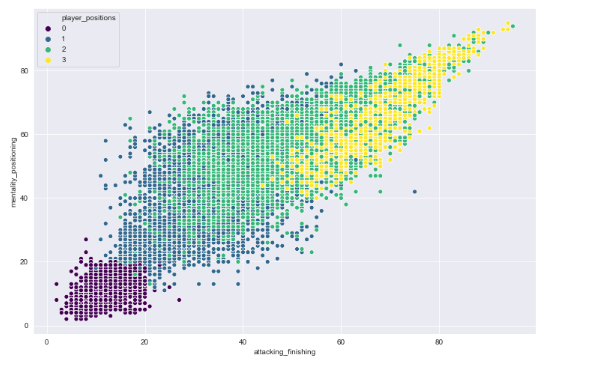 player_positions
0
1
2
3
80
60
40
20
0
mentality_positioning
0 20 40 60 80
attacking_finishing